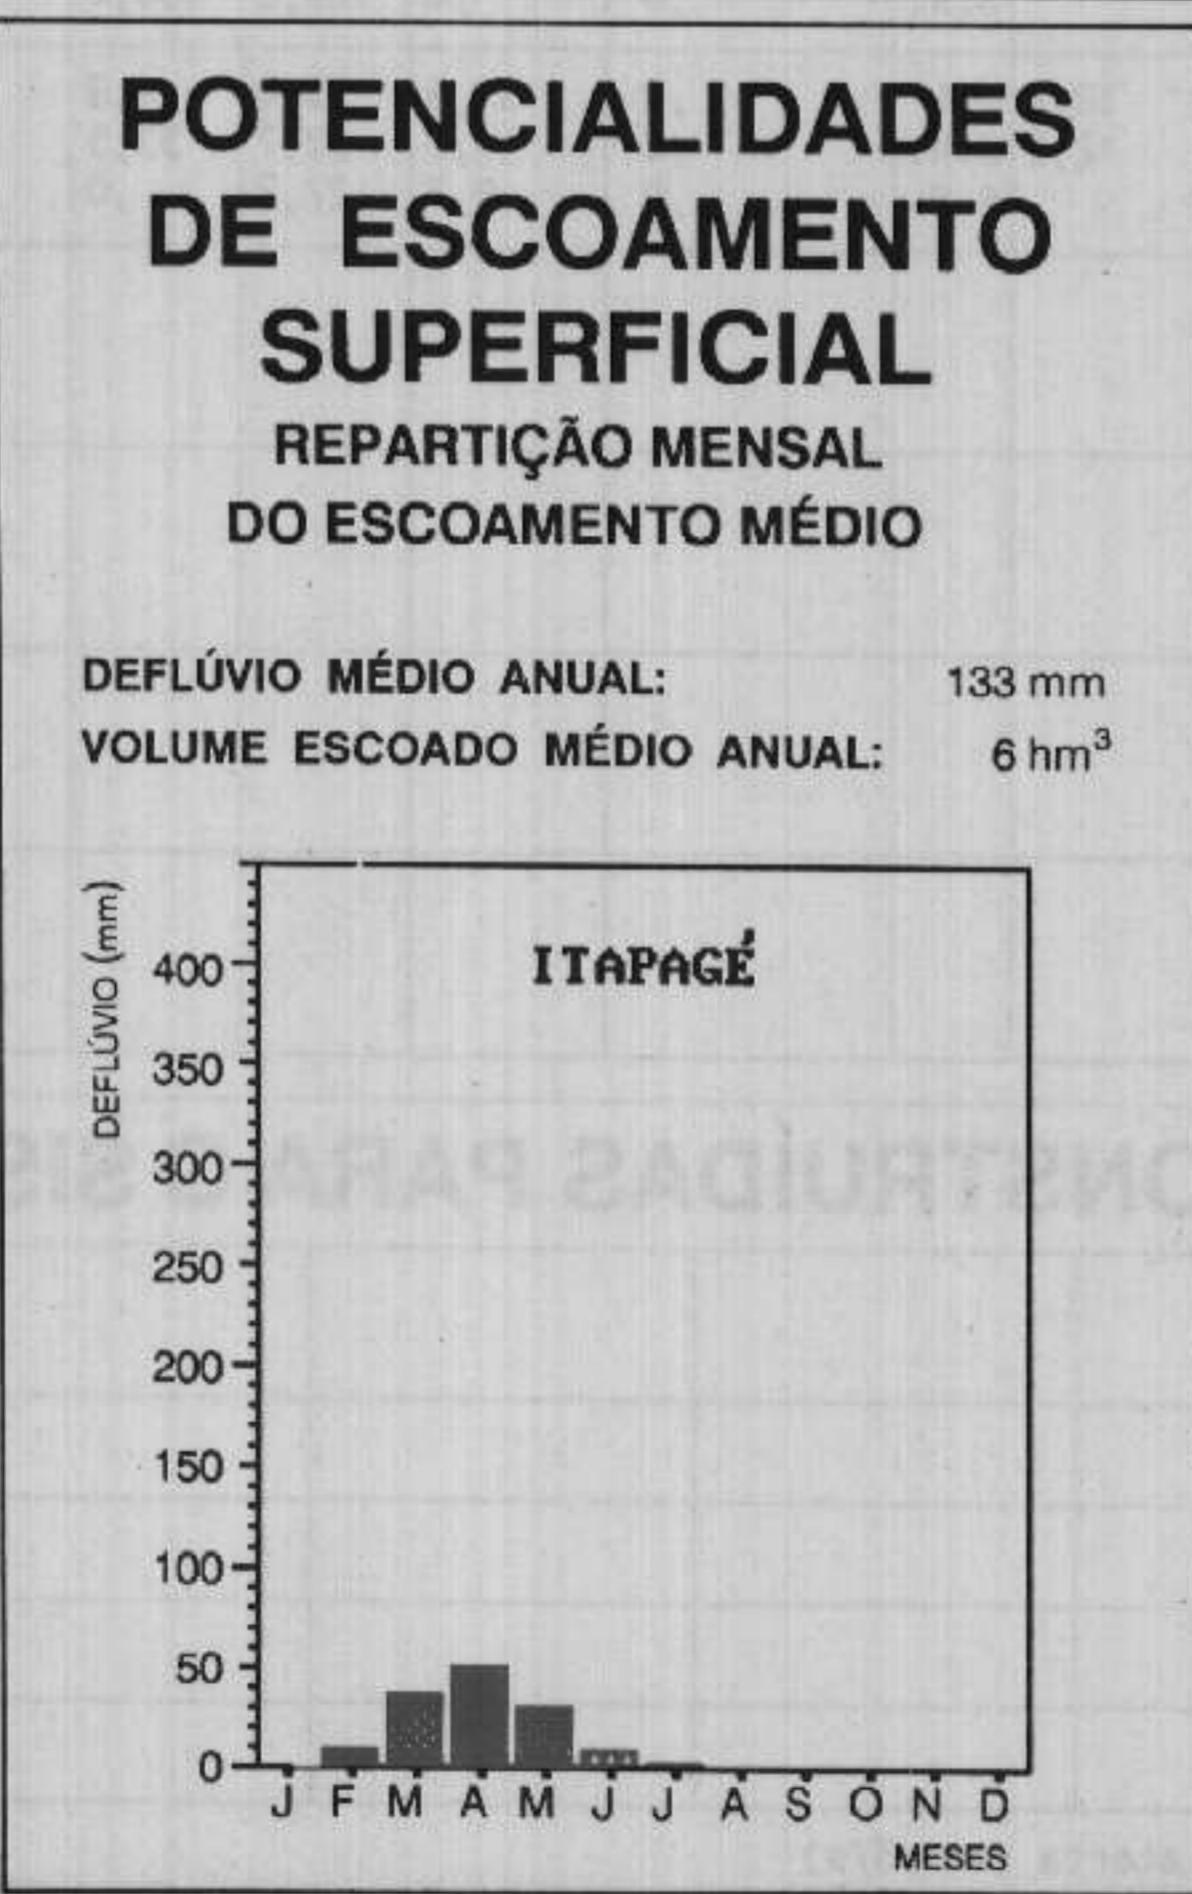 POTENCIALIDADES
DE ESCOAMENTO
SUPERFICIAL
REPARTIÇÃO MENSAL
DO ESCOAMENTO MÉDIO
DEFLÚVIO MÉDIO ANUAL: 133 mm
VOLUME ESCOADO MÉDIO ANUAL: 6 hm³
DEFLÚVIO (mm)
ITAPAGÉ
400
350
300
250
200
150
100
50
0
J F M A M J J A S O N D
MESES